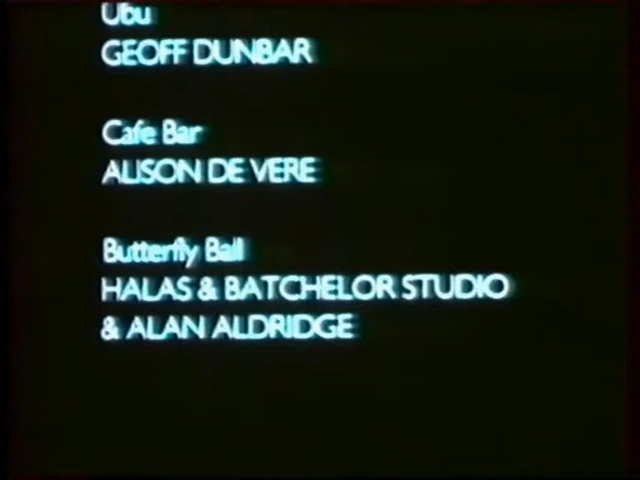 Ubu
GEOFF DUNBAR
Cafe Bar
ALISON DE VERE
Butterfly Ball
HALAS & BATCHELOR STUDIO
& ALAN ALDRIDGE